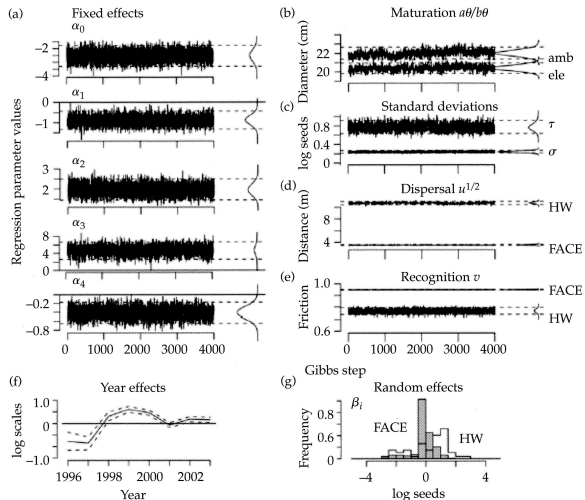 (a) Fixed effects
α0
−2
−4
α1
0
−1
α2
3
2
α3
8
4
0
α4
−0.2
−0.8
0 1000 2000 3000 4000
Regression parameter values
(b) Maturation aθ/bθ
Diameter (cm)
22
20
amb
ele
(c) Standard deviations
log seeds
0.8
0.4
0.0
τ
σ
(d) Dispersal u^1/2
Distance (m)
8
4
HW
FACE
(e) Recognition v
Friction
1.0
0.6
FACE
HW
0 1000 2000 3000 4000
Gibbs step
(f) Year effects
log scales
1.0
0.0
−1.0
1996 1998 2000 2002
Year
(g) Random effects
βi
Frequency
0.8
0.6
0.0
FACE
HW
−4 0 4
log seeds